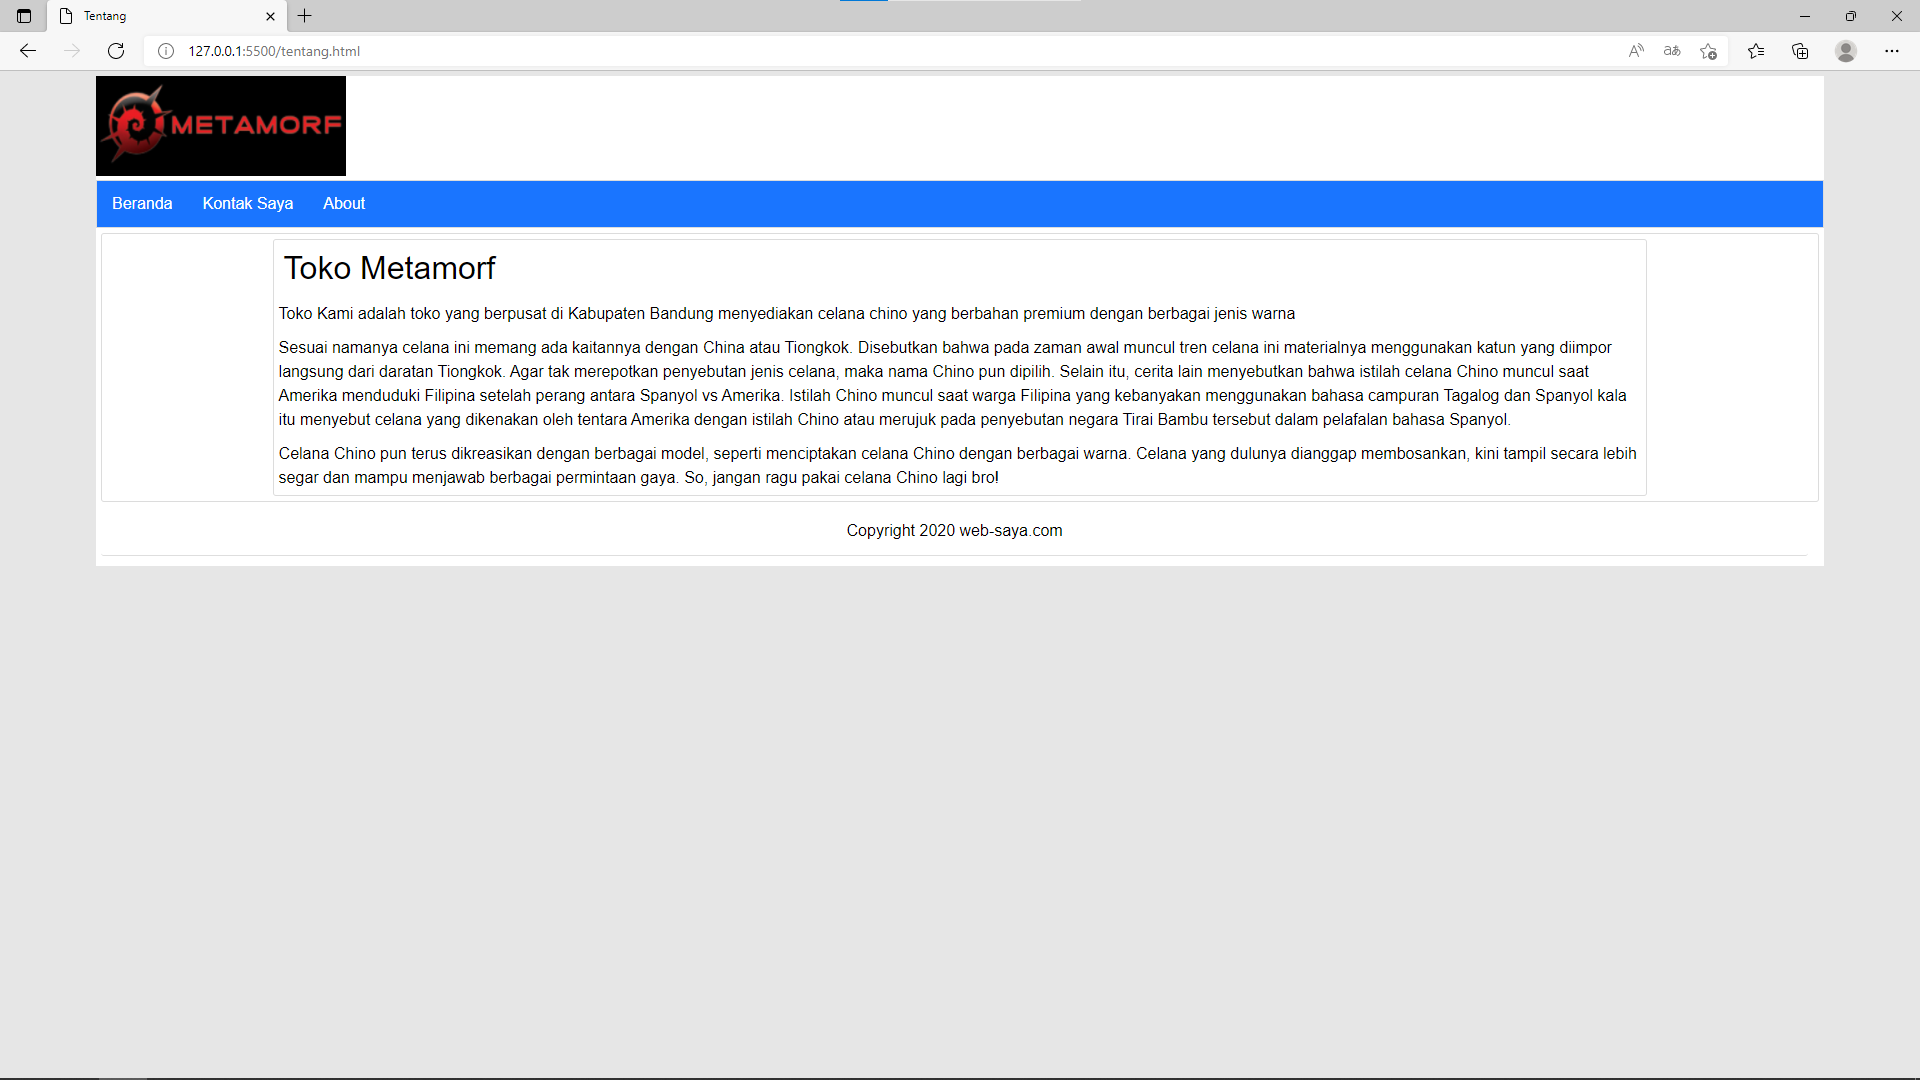 Tentang
127.0.0.1:5500/tentang.html
METAMORF
Beranda Kontak Saya About
Toko Metamorf
Toko Kami adalah toko yang berpusat di Kabupaten Bandung menyediakan celana chino yang berbahan premium dengan berbagai jenis warna
Sesuai namanya celana ini memang ada kaitannya dengan China atau Tiongkok. Disebutkan bahwa pada zaman awal muncul tren celana ini materialnya menggunakan katun yang diimpor
langsung dari daratan Tiongkok. Agar tak merepotkan penyebutan jenis celana, maka nama Chino pun dipilih. Selain itu, cerita lain menyebutkan bahwa istilah celana Chino muncul saat
Amerika menduduki Filipina setelah perang antara Spanyol vs Amerika. Istilah Chino muncul saat warga Filipina yang kebanyakan menggunakan bahasa campuran Tagalog dan Spanyol kala
itu menyebut celana yang dikenakan oleh tentara Amerika dengan istilah Chino atau merujuk pada penyebutan negara Tirai Bambu tersebut dalam pelafalan bahasa Spanyol.
Celana Chino pun terus dikreasikan dengan berbagai model, seperti menciptakan celana Chino dengan berbagai warna. Celana yang dulunya dianggap membosankan, kini tampil secara lebih
segar dan mampu menjawab berbagai permintaan gaya. So, jangan ragu pakai celana Chino lagi bro!
Copyright 2020 web-saya.com